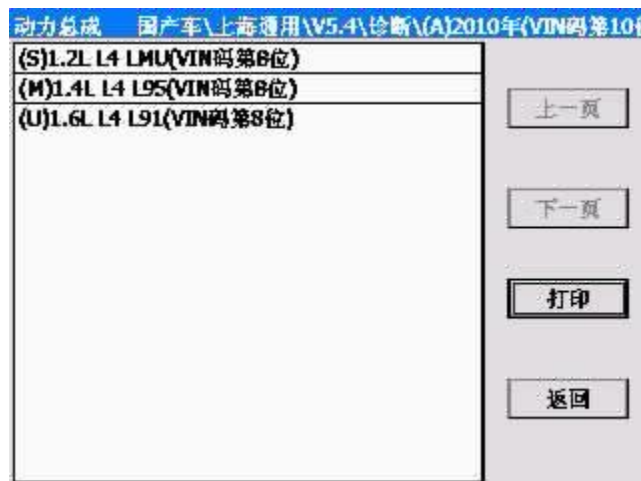 动力总成 国产车\上海通用\V5.4\诊断\(A)2010年(VIN码第10
(S)1.2L L4 LMU(VIN码第8位)
(M)1.4L L4 L95(VIN码第8位)
(U)1.6L L4 L91(VIN码第8位)
上一页
下一页
打印
返回